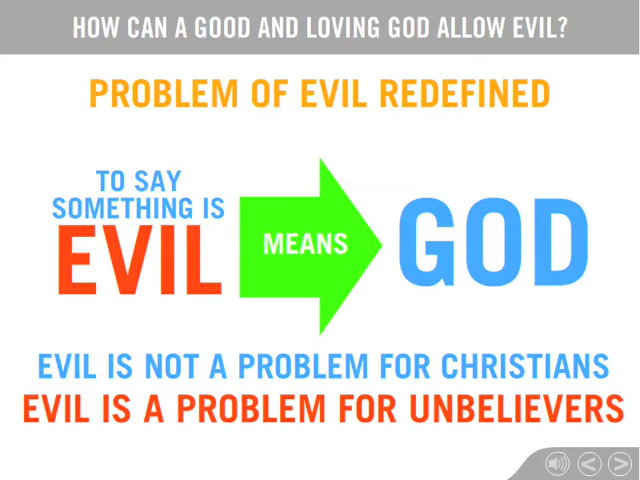 HOW CAN A GOOD AND LOVING GOD ALLOW EVIL?
PROBLEM OF EVIL REDEFINED
TO SAY
SOMETHING IS
EVIL
MEANS
GOD
EVIL IS NOT A PROBLEM FOR CHRISTIANS
EVIL IS A PROBLEM FOR UNBELIEVERS